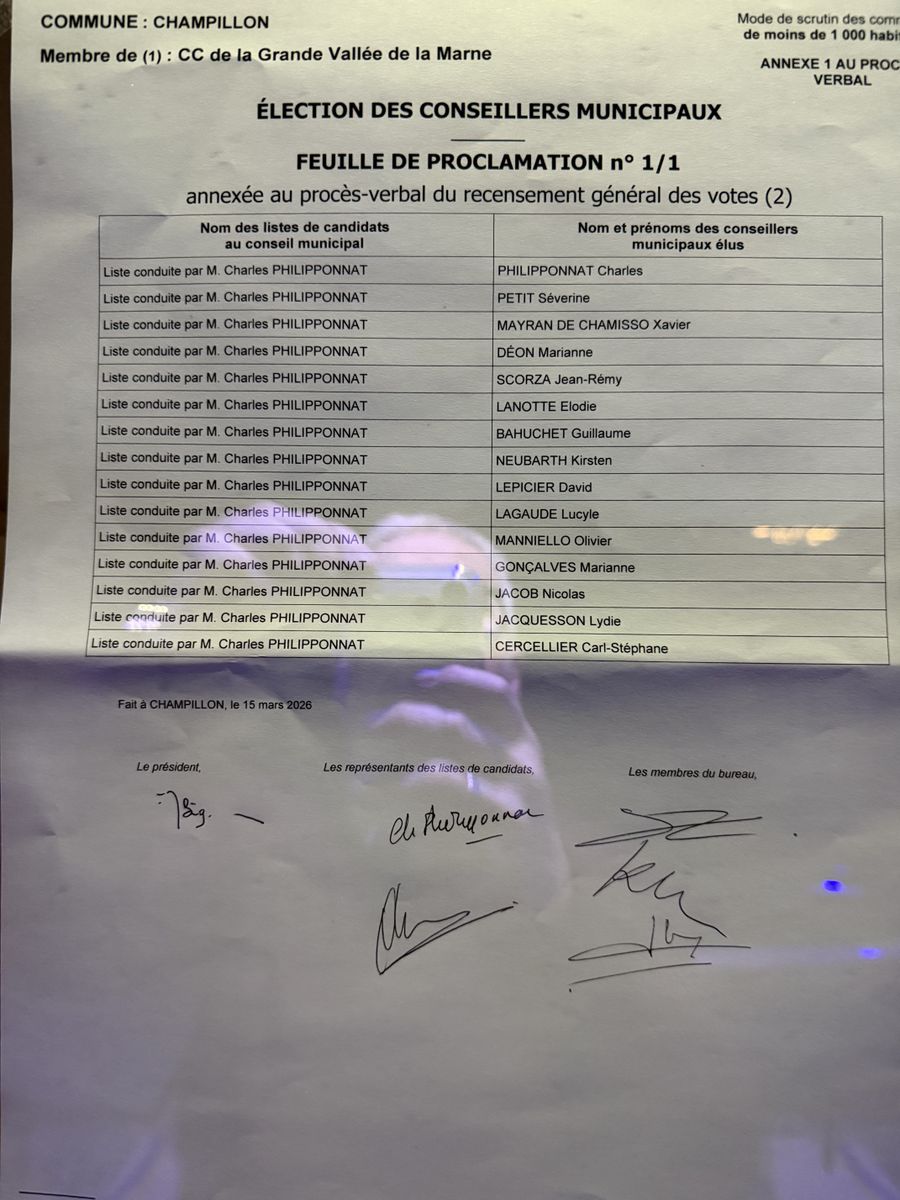 COMMUNE : CHAMPILLON
Membre de (1) : CC de la Grande Vallée de la Marne
Mode de scrutin des com
de moins de 1 000 habi
ANNEXE 1 AU PROC
VERBAL
ÉLECTION DES CONSEILLERS MUNICIPAUX
FEUILLE DE PROCLAMATION n° 1/1
annexée au procès-verbal du recensement général des votes (2)
Nom des listes de candidats
au conseil municipal
Nom et prénoms des conseillers
municipaux élus
Liste conduite par M. Charles PHILIPPONNAT PHILIPPONNAT Charles
Liste conduite par M. Charles PHILIPPONNAT PETIT Séverine
Liste conduite par M. Charles PHILIPPONNAT MAYRAN DE CHAMISSO Xavier
Liste conduite par M. Charles PHILIPPONNAT DÉON Marianne
Liste conduite par M. Charles PHILIPPONNAT SCORZA Jean-Rémy
Liste conduite par M. Charles PHILIPPONNAT LANOTTE Elodie
Liste conduite par M. Charles PHILIPPONNAT BAHUCHET Guillaume
Liste conduite par M. Charles PHILIPPONNAT NEUBARTH Kirsten
Liste conduite par M. Charles PHILIPPONNAT LEPICIER David
Liste conduite par M. Charles PHILIPPONNAT LAGAUDE Lucyle
Liste conduite par M. Charles PHILIPPONNAT MANNIELLO Olivier
Liste conduite par M. Charles PHILIPPONNAT GONÇALVES Marianne
Liste conduite par M. Charles PHILIPPONNAT JACOB Nicolas
Liste conduite par M. Charles PHILIPPONNAT JACQUESSON Lydie
Liste conduite par M. Charles PHILIPPONNAT CERCELLIER Carl-Stéphane
Fait à CHAMPILLON, le 15 mars 2026
Le président,
Les représentants des listes de candidats,
Les membres du bureau,